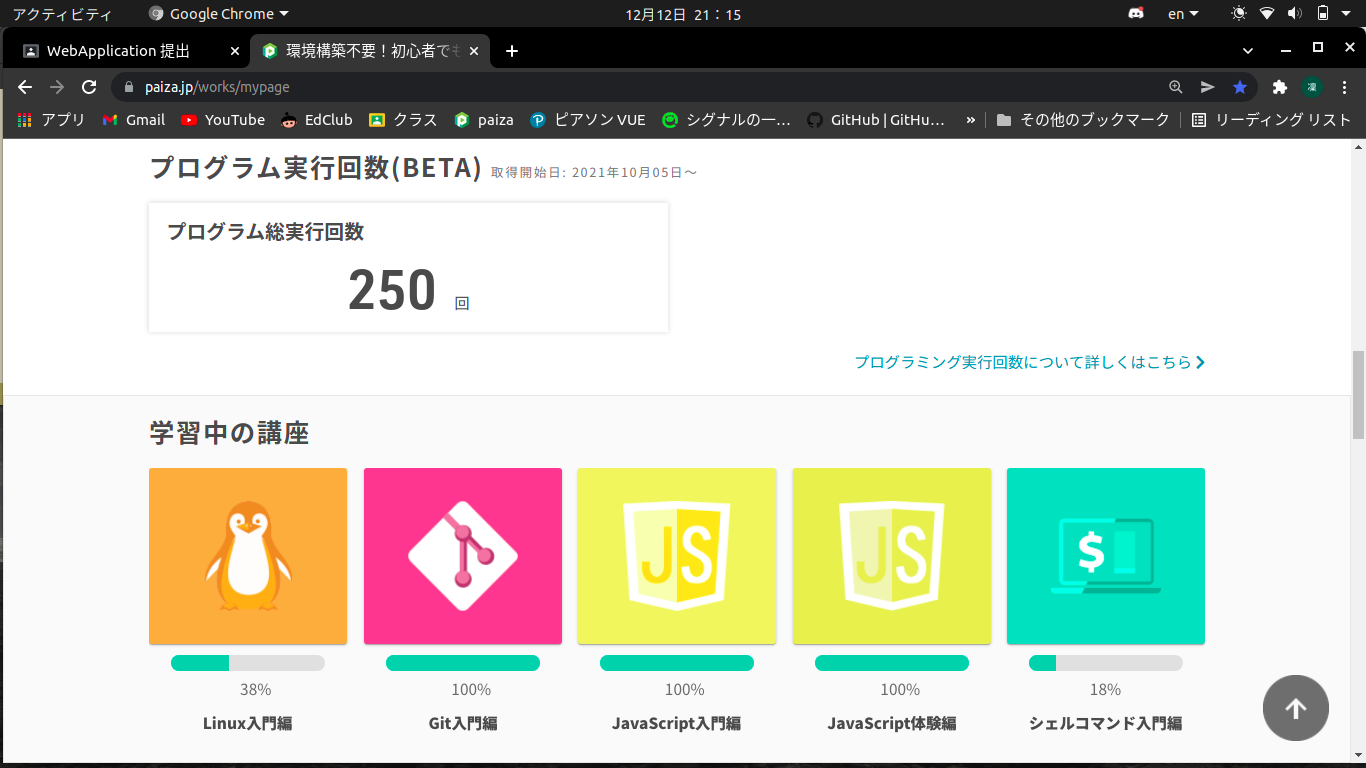 アクティビティ Google Chrome 12月12日 21：15 en
WebApplication 提出 環境構築不要！初心者でも
paiza.jp/works/mypage 凜
アプリ Gmail YouTube EdClub クラス paiza ピアソン VUE シグナルの一… GitHub | GitHu… » その他のブックマーク リーディング リスト
プログラム実行回数(BETA) 取得開始日: 2021年10月05日～
プログラム総実行回数
250 回
プログラミング実行回数について詳しくはこちら
学習中の講座
JS JS $
38% 100% 100% 100% 18%
Linux入門編 Git入門編 JavaScript入門編 JavaScript体験編 シェルコマンド入門編